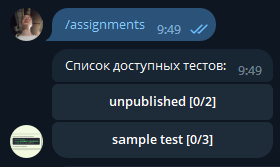 /assignments
9:49
Список доступных тестов:
9:49
unpublished [0/2]
sample test [0/3]